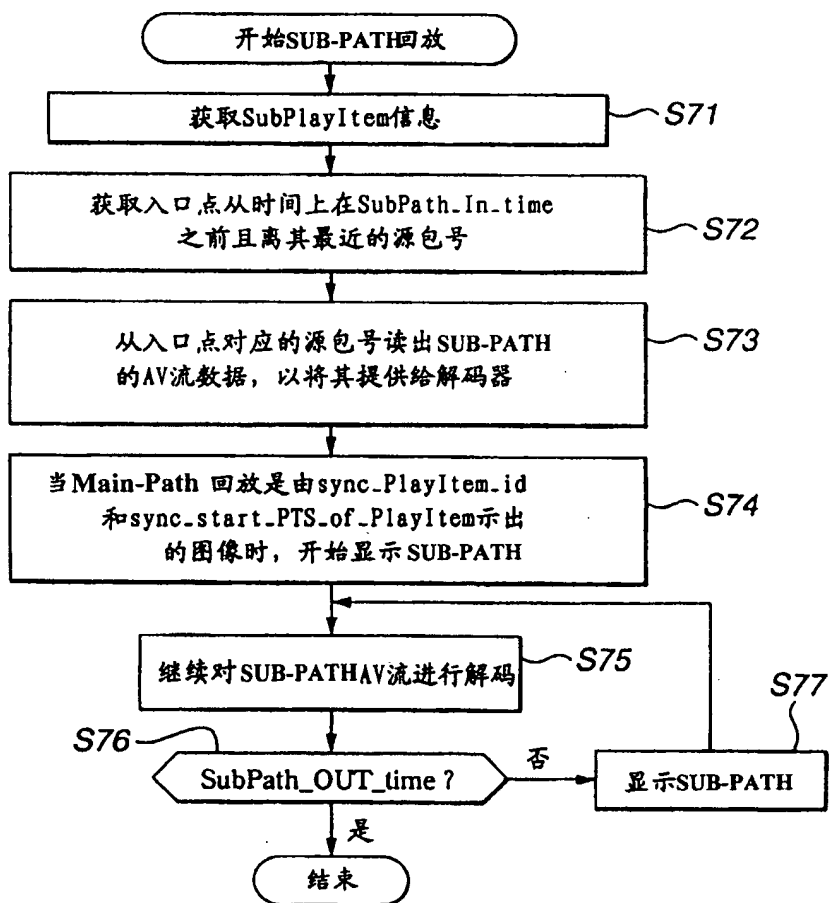 开始SUB-PATH回放
获取SubPlayItem信息
S71
获取入口点从时间上在SubPath_In_time
之前且离其最近的源包号
S72
从入口点对应的源包号读出SUB-PATH
的AV流数据，以将其提供给解码器
S73
当Main-Path 回放是由sync_PlayItem_id
和sync_start_PTS_of_PlayItem示出
的图像时，开始显示SUB-PATH
S74
继续对SUB-PATHAV流进行解码
S75
S76
SubPath_OUT_time？
否
S77
显示SUB-PATH
是
结束